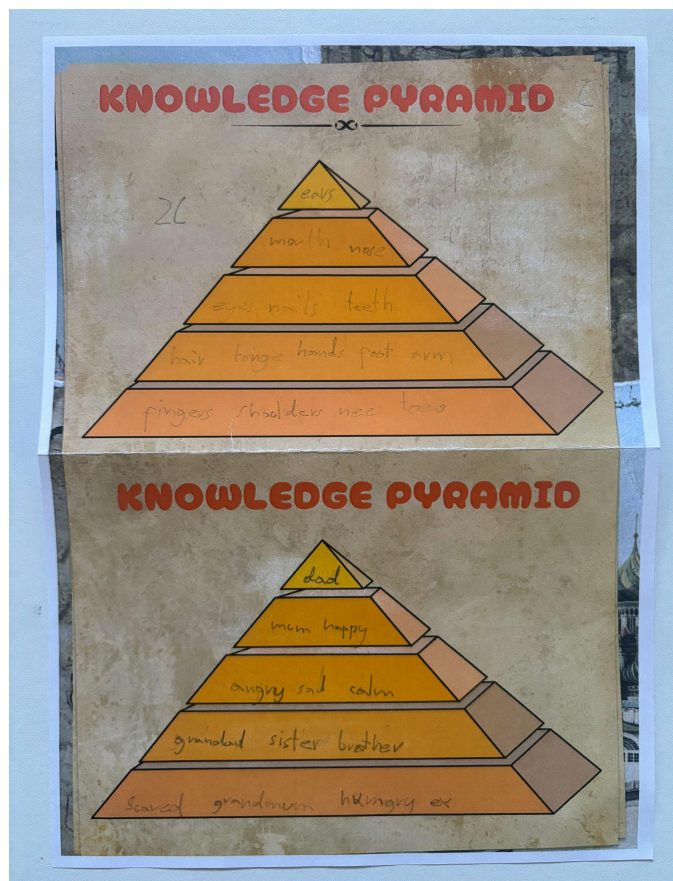 KNOWLEDGE PYRAMID
ears
26
mouth nose
eyes nails teeth
hair tonge hands foot arm
fingers shoulders nee toes
KNOWLEDGE PYRAMID
dad
mum happy
angry sad calm
grandad sister brother
Scared grandmum hungry